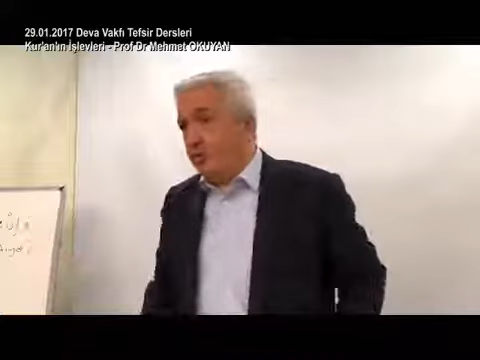 29.01.2017 Deva Vakfı Tefsir Dersleri
Kur'an'ın İşlevleri - Prof Dr Mehmet OKUYAN